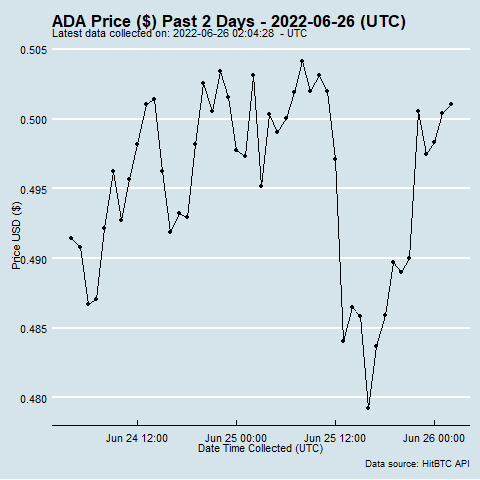 ADA Price ($) Past 2 Days - 2022-06-26 (UTC)
Latest data collected on: 2022-06-26 02:04:28  - UTC
0.505
0.500
0.495
0.490
0.485
0.480
Price USD ($)
Jun 24 12:00 Jun 25 00:00 Jun 25 12:00 Jun 26 00:00
Date Time Collected (UTC)
Data source: HitBTC API